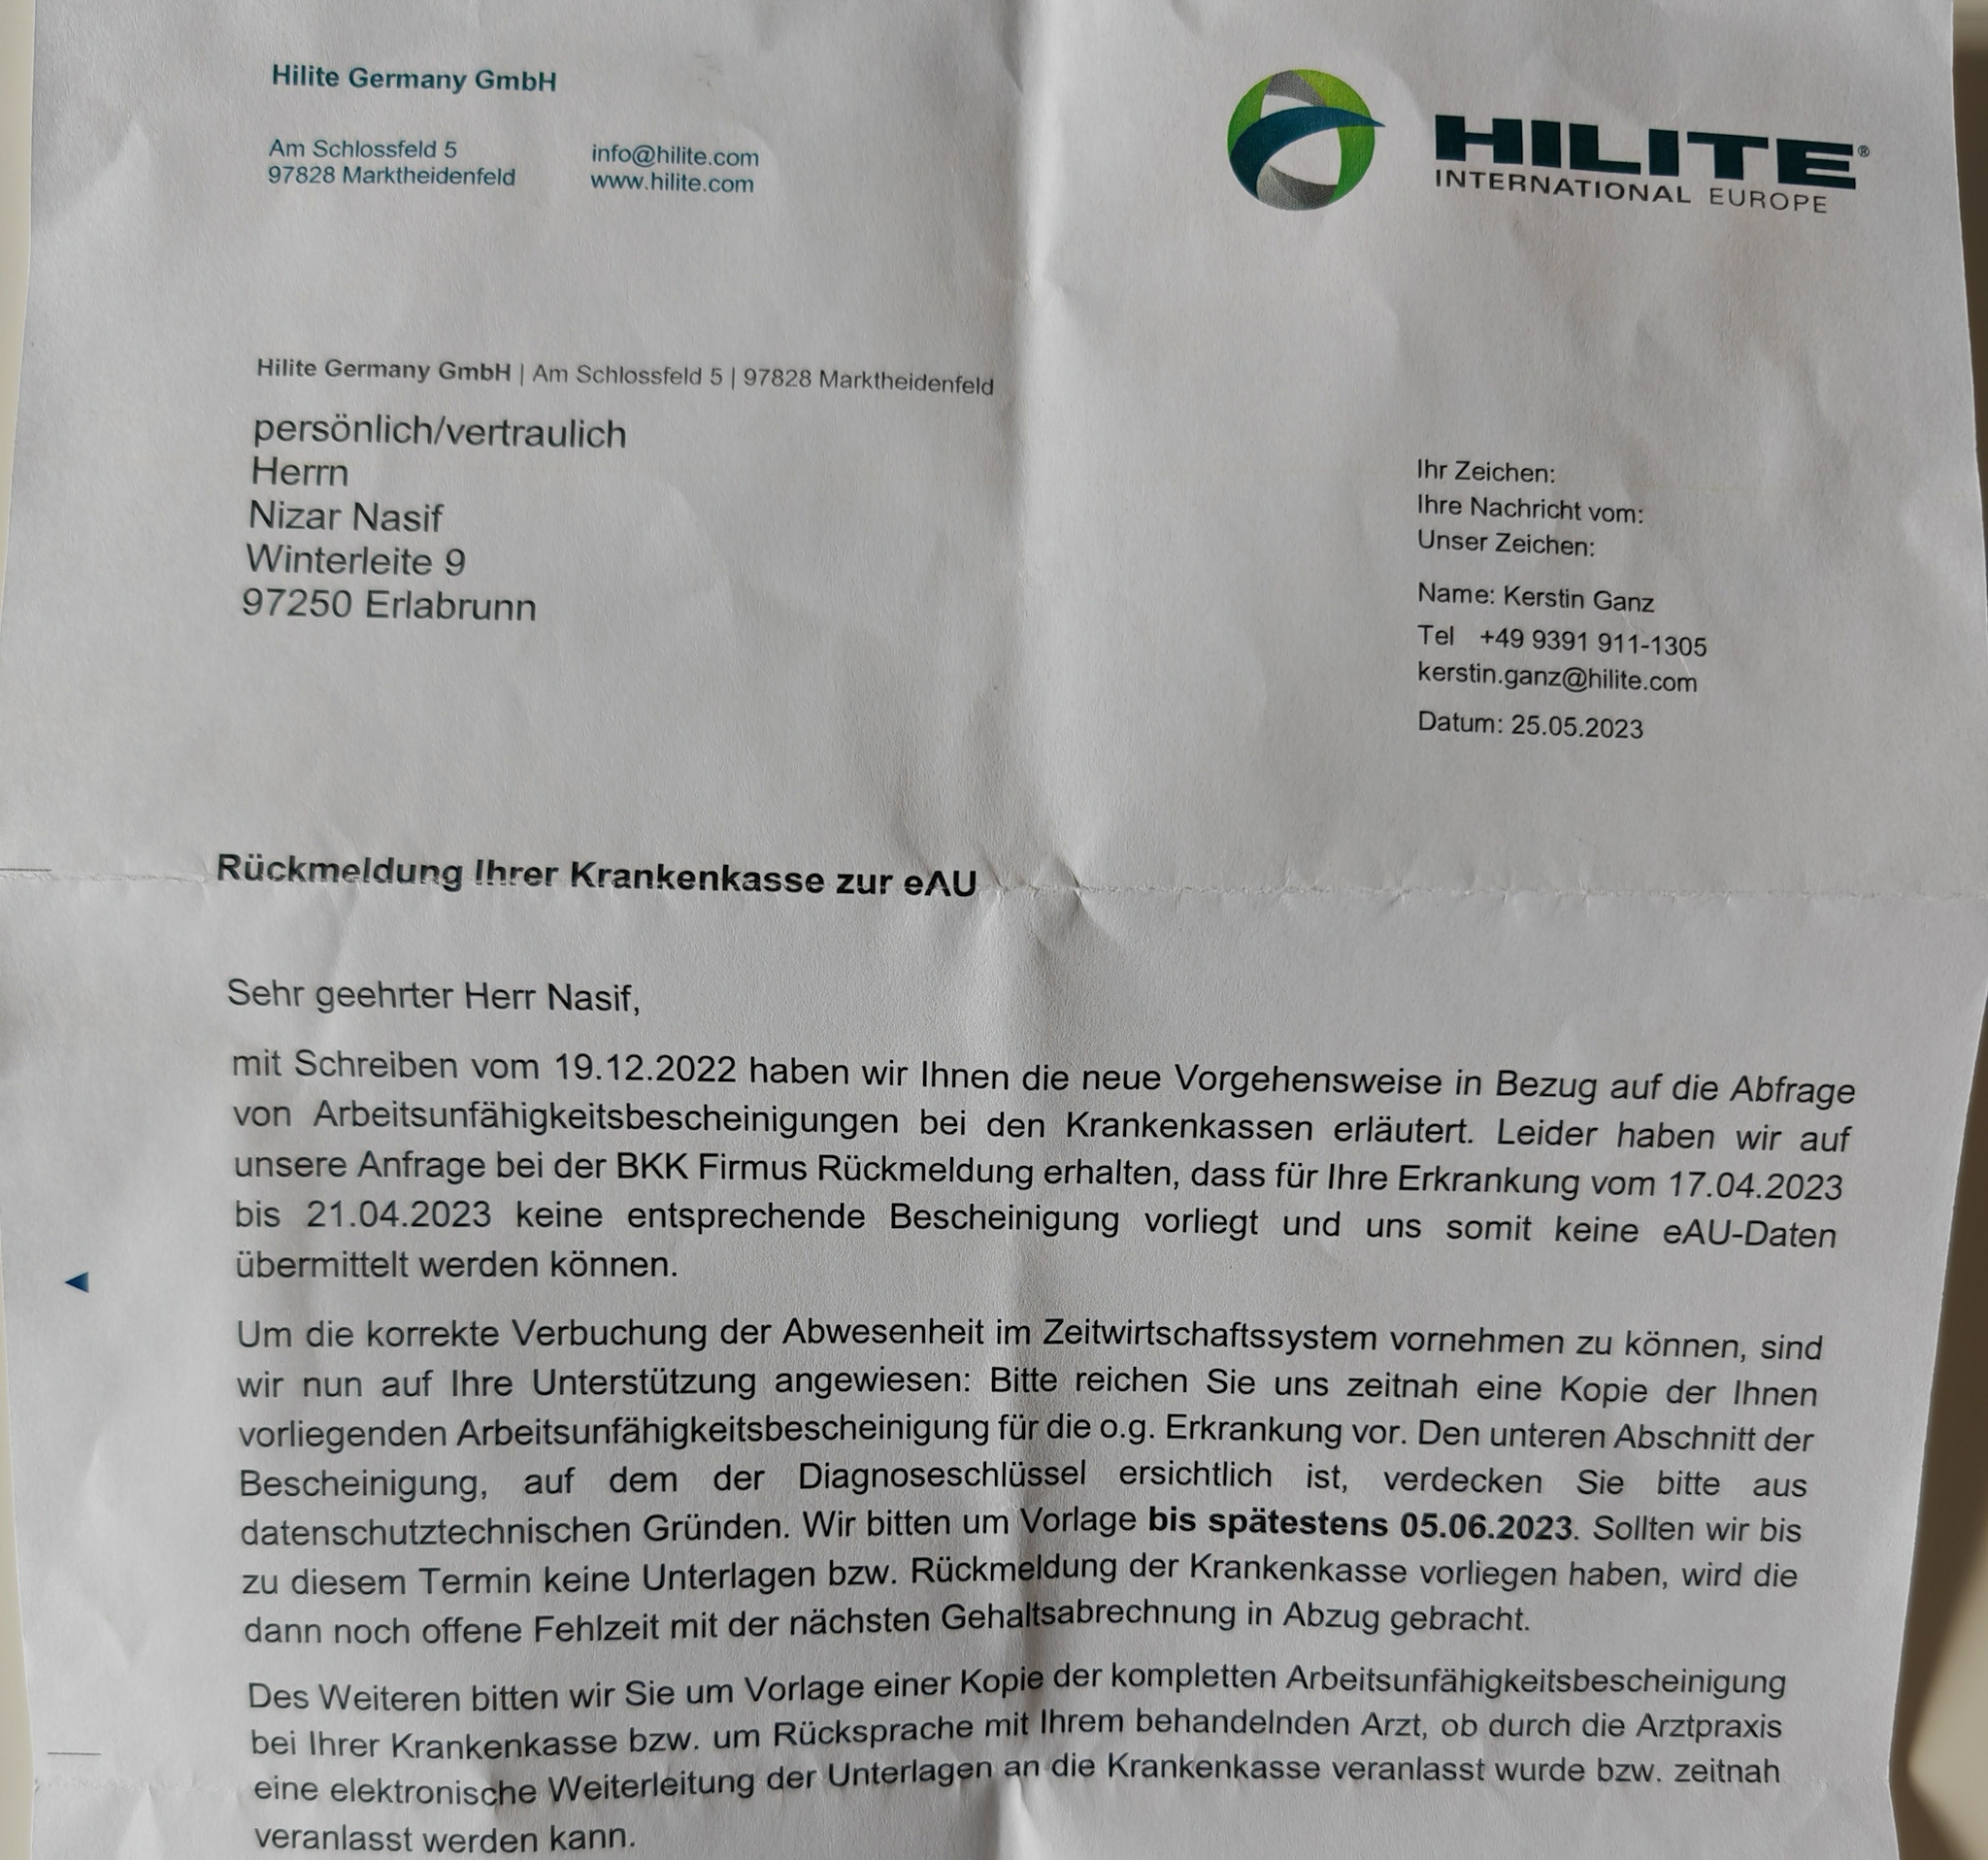 Hilite Germany GmbH
Am Schlossfeld 5
97828 Marktheidenfeld
info@hilite.com
www.hilite.com
HILITE®
INTERNATIONAL EUROPE
Hilite Germany GmbH | Am Schlossfeld 5 | 97828 Marktheidenfeld
persönlich/vertraulich
Herrn
Nizar Nasif
Winterleite 9
97250 Erlabrunn
Ihr Zeichen:
Ihre Nachricht vom:
Unser Zeichen:
Name: Kerstin Ganz
Tel +49 9391 911-1305
kerstin.ganz@hilite.com
Datum: 25.05.2023
Rückmeldung Ihrer Krankenkasse zur eAU
Sehr geehrter Herr Nasif,
mit Schreiben vom 19.12.2022 haben wir Ihnen die neue Vorgehensweise in Bezug auf die Abfrage
von Arbeitsunfähigkeitsbescheinigungen bei den Krankenkassen erläutert. Leider haben wir auf
unsere Anfrage bei der BKK Firmus Rückmeldung erhalten, dass für Ihre Erkrankung vom 17.04.2023
bis 21.04.2023 keine entsprechende Bescheinigung vorliegt und uns somit keine eAU-Daten
übermittelt werden können.
Um die korrekte Verbuchung der Abwesenheit im Zeitwirtschaftssystem vornehmen zu können, sind
wir nun auf Ihre Unterstützung angewiesen: Bitte reichen Sie uns zeitnah eine Kopie der Ihnen
vorliegenden Arbeitsunfähigkeitsbescheinigung für die o.g. Erkrankung vor. Den unteren Abschnitt der
Bescheinigung, auf dem der Diagnoseschlüssel ersichtlich ist, verdecken Sie bitte aus
datenschutztechnischen Gründen. Wir bitten um Vorlage bis spätestens 05.06.2023. Sollten wir bis
zu diesem Termin keine Unterlagen bzw. Rückmeldung der Krankenkasse vorliegen haben, wird die
dann noch offene Fehlzeit mit der nächsten Gehaltsabrechnung in Abzug gebracht.
Des Weiteren bitten wir Sie um Vorlage einer Kopie der kompletten Arbeitsunfähigkeitsbescheinigung
bei Ihrer Krankenkasse bzw. um Rücksprache mit Ihrem behandelnden Arzt, ob durch die Arztpraxis
eine elektronische Weiterleitung der Unterlagen an die Krankenkasse veranlasst wurde bzw. zeitnah
veranlasst werden kann.